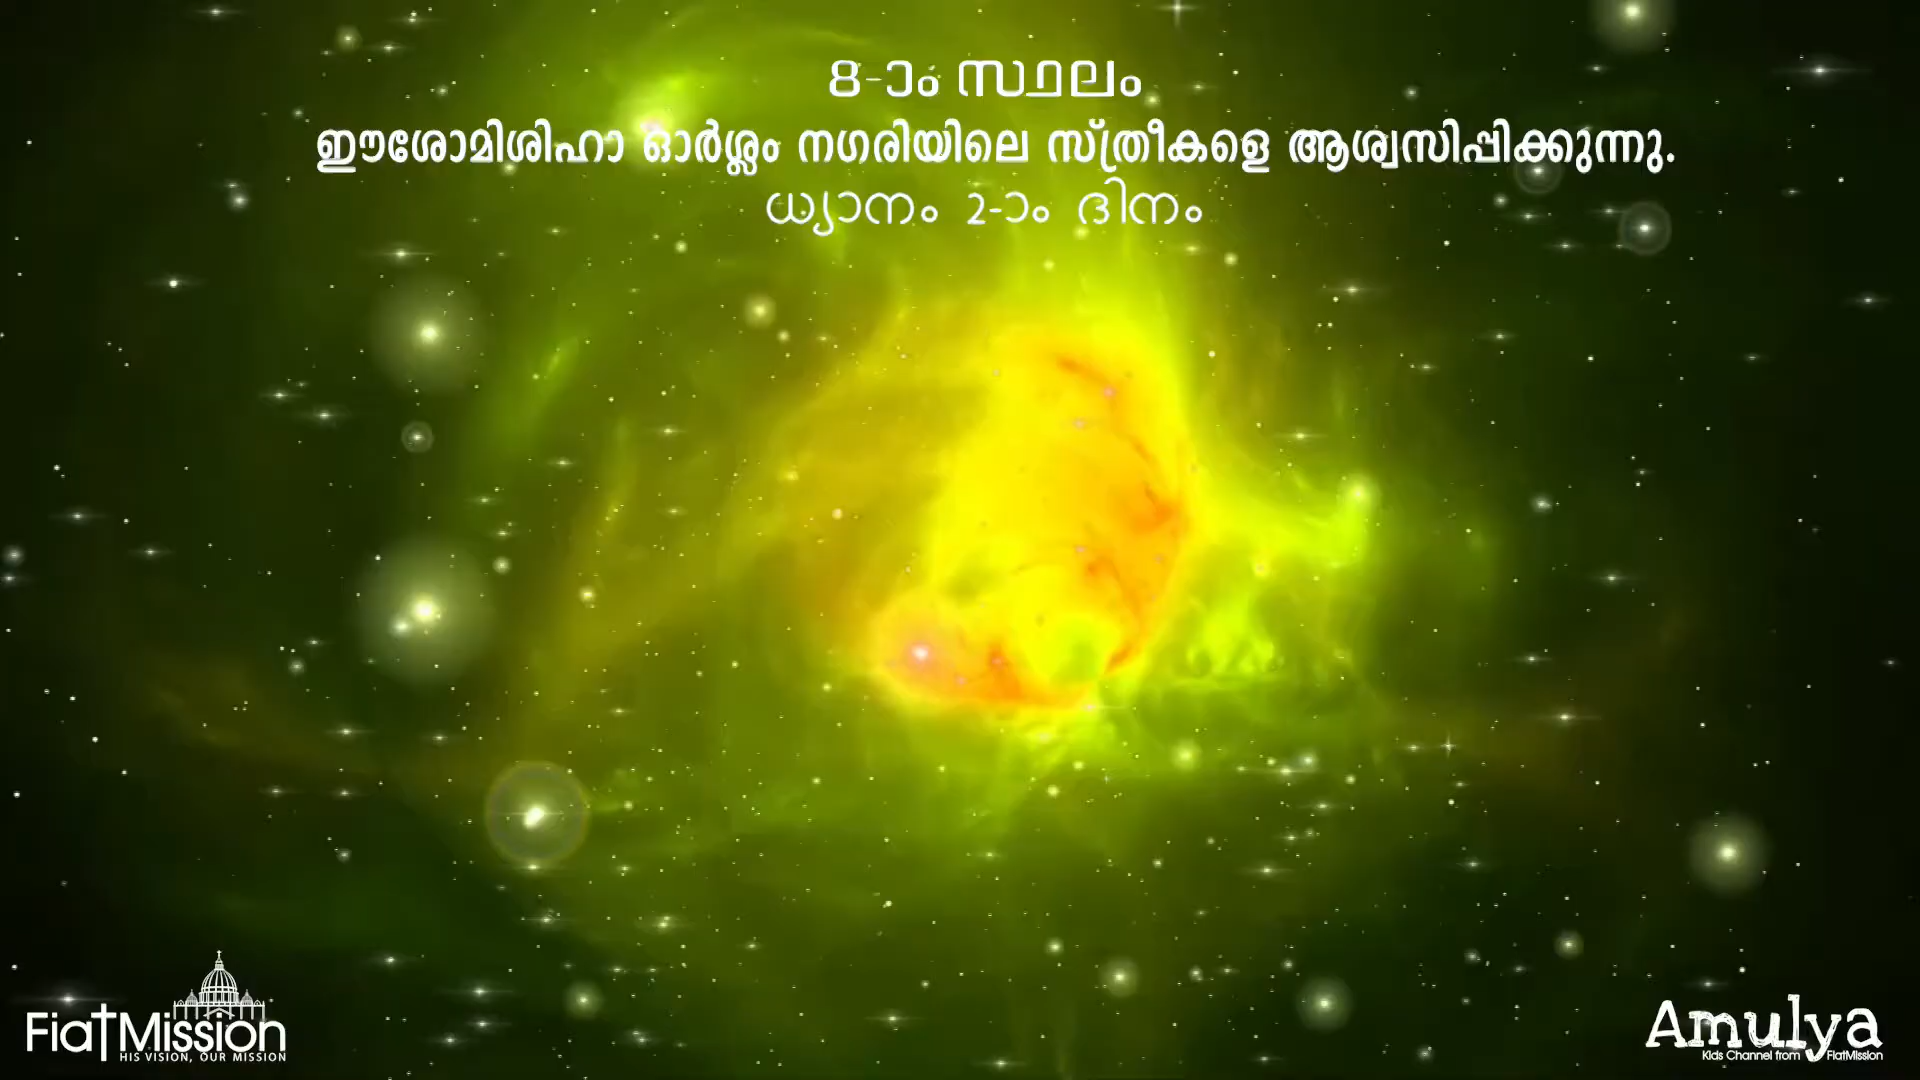 8-ാം സ്ഥലം
ഈശോമിശിഹാ ഓർശ്ലം നഗരിയിലെ സ്ത്രീകളെ ആശ്വസിപ്പിക്കുന്നു.
ധ്യാനം 2-ാം ദിനം
FiatMission
HIS VISION, OUR MISSION
Amulya
Kids Channel from FiatMission